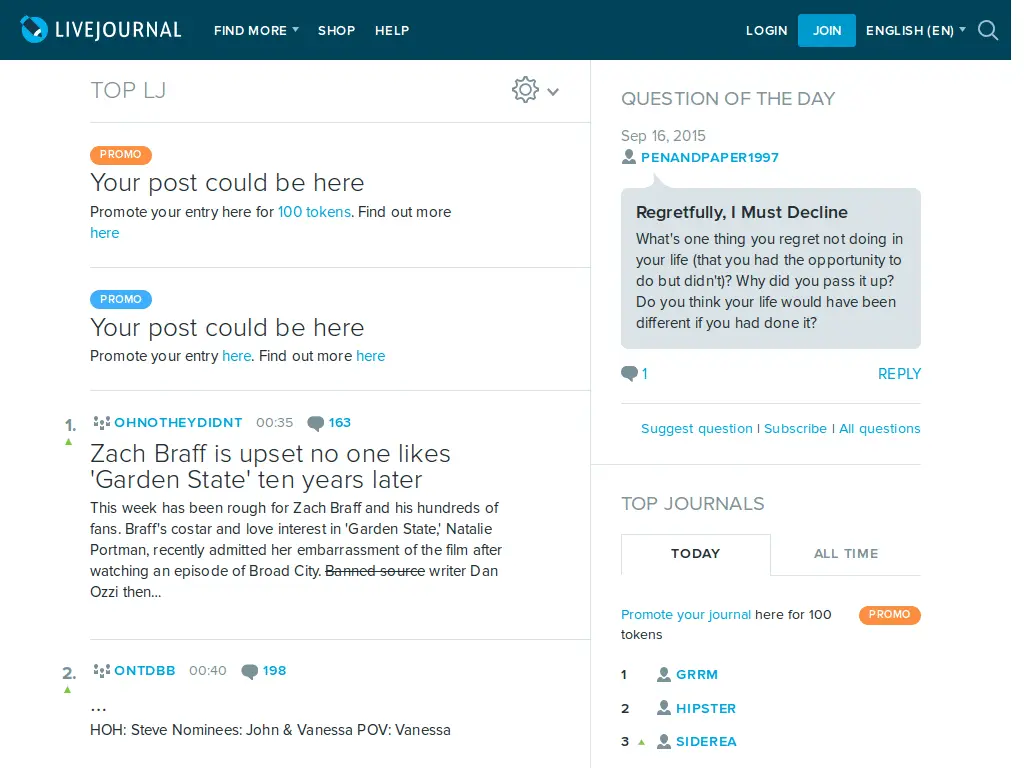 LIVEJOURNAL FIND MORE SHOP HELP LOGIN JOIN ENGLISH (EN)
TOP LJ
PROMO
Your post could be here
Promote your entry here for 100 tokens. Find out more
here
PROMO
Your post could be here
Promote your entry here. Find out more here
1. OHNOTHEYDIDNT 00:35 163
Zach Braff is upset no one likes
'Garden State' ten years later
This week has been rough for Zach Braff and his hundreds of
fans. Braff's costar and love interest in 'Garden State,' Natalie
Portman, recently admitted her embarrassment of the film after
watching an episode of Broad City. Banned source writer Dan
Ozzi then...
2. ONTDBB 00:40 198
...
HOH: Steve Nominees: John & Vanessa POV: Vanessa
QUESTION OF THE DAY
Sep 16, 2015
PENANDPAPER1997
Regretfully, I Must Decline
What's one thing you regret not doing in
your life (that you had the opportunity to
do but didn't)? Why did you pass it up?
Do you think your life would have been
different if you had done it?
1 REPLY
Suggest question | Subscribe | All questions
TOP JOURNALS
TODAY ALL TIME
Promote your journal here for 100
tokens
PROMO
1 GRRM
2 HIPSTER
3 SIDEREA